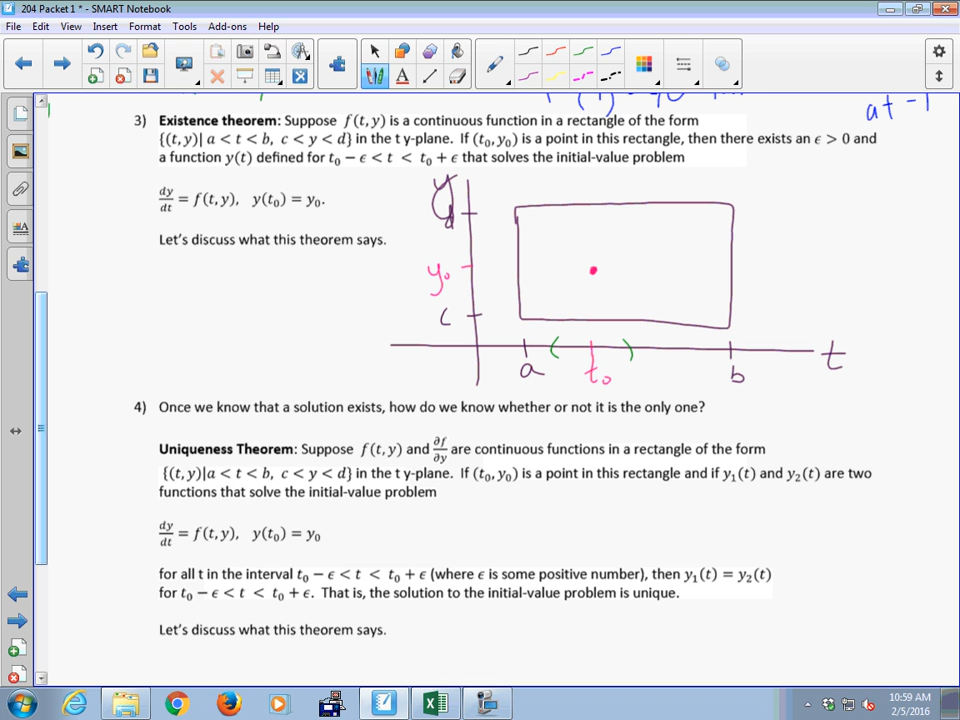 204 Packet 1 * - SMART Notebook
File Edit View Insert Format Tools Add-ons Help
at -1
3) Existence theorem: Suppose f(t,y) is a continuous function in a rectangle of the form
{(t,y)| a < t < b, c < y < d} in the t y-plane. If (t₀,y₀) is a point in this rectangle, then there exists an ϵ > 0 and
a function y(t) defined for t₀ − ϵ < t < t₀ + ϵ that solves the initial-value problem
dy/dt = f(t,y), y(t₀) = y₀.
Let's discuss what this theorem says.
y
d
y₀
c
a ( t₀ ) b t
4) Once we know that a solution exists, how do we know whether or not it is the only one?
Uniqueness Theorem: Suppose f(t,y) and ∂f/∂y are continuous functions in a rectangle of the form
{(t,y)|a < t < b, c < y < d} in the t y-plane. If (t₀,y₀) is a point in this rectangle and if y₁(t) and y₂(t) are two
functions that solve the initial-value problem
dy/dt = f(t,y), y(t₀) = y₀
for all t in the interval t₀ − ϵ < t < t₀ + ϵ (where ϵ is some positive number), then y₁(t) = y₂(t)
for t₀ − ϵ < t < t₀ + ϵ. That is, the solution to the initial-value problem is unique.
Let's discuss what this theorem says.
10:59 AM
2/5/2016